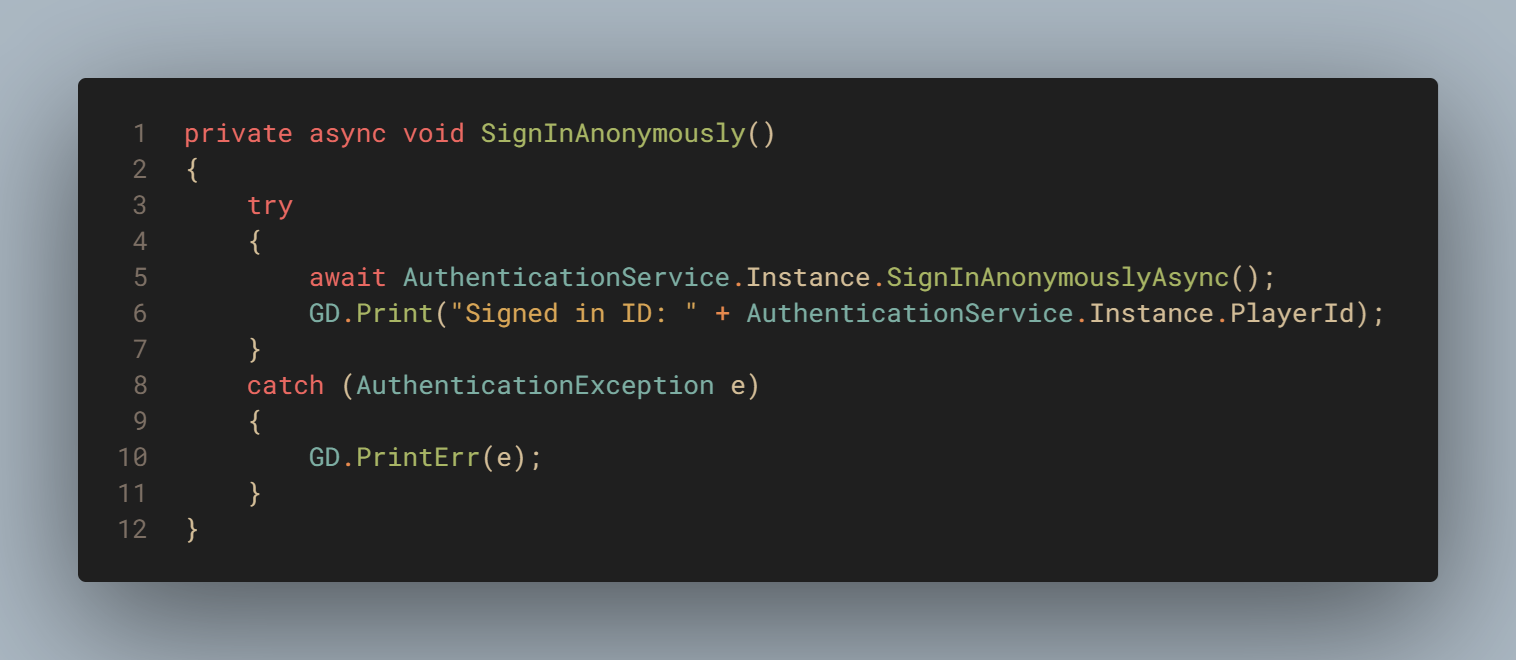 1 private async void SignInAnonymously()
2 {
3     try
4     {
5         await AuthenticationService.Instance.SignInAnonymouslyAsync();
6         GD.Print("Signed in ID: " + AuthenticationService.Instance.PlayerId);
7     }
8     catch (AuthenticationException e)
9     {
10         GD.PrintErr(e);
11     }
12 }